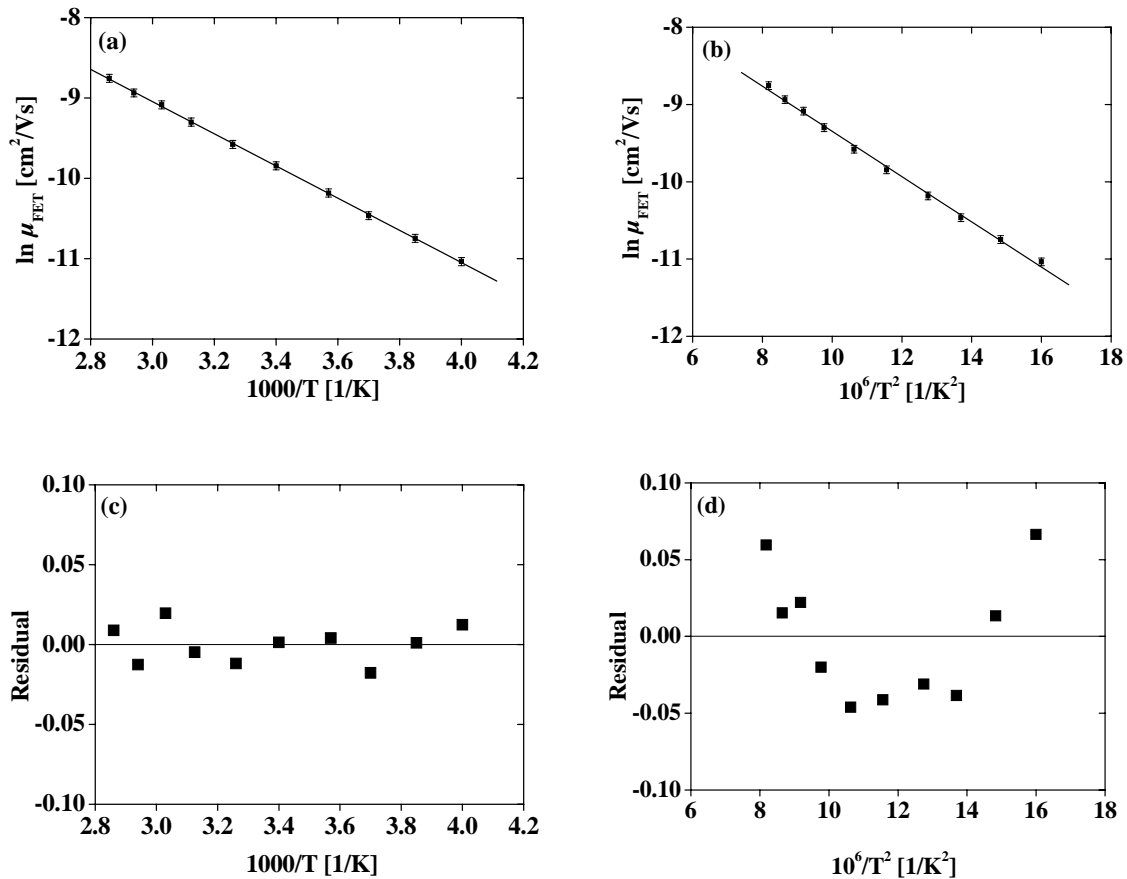 (a)
-8
-9
-10
-11
-12
ln μFET [cm²/Vs]
2.8 3.0 3.2 3.4 3.6 3.8 4.0 4.2
1000/T [1/K]
(b)
-8
-9
-10
-11
-12
ln μFET [cm²/Vs]
6 8 10 12 14 16 18
10⁶/T² [1/K²]
(c)
0.10
0.05
0.00
-0.05
-0.10
Residual
2.8 3.0 3.2 3.4 3.6 3.8 4.0 4.2
1000/T [1/K]
(d)
0.10
0.05
0.00
-0.05
-0.10
Residual
6 8 10 12 14 16 18
10⁶/T² [1/K²]